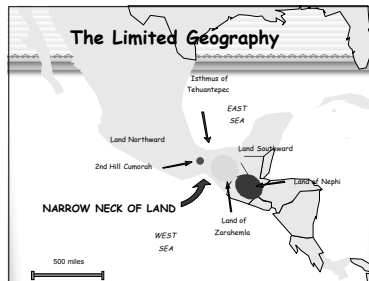 The Limited Geography
Isthmus of
Tehuantepec
EAST
SEA
Land Northward
Land Southward
2nd Hill Cumorah
Land of Nephi
NARROW NECK OF LAND
Land of
Zarahemla
WEST
SEA
500 miles